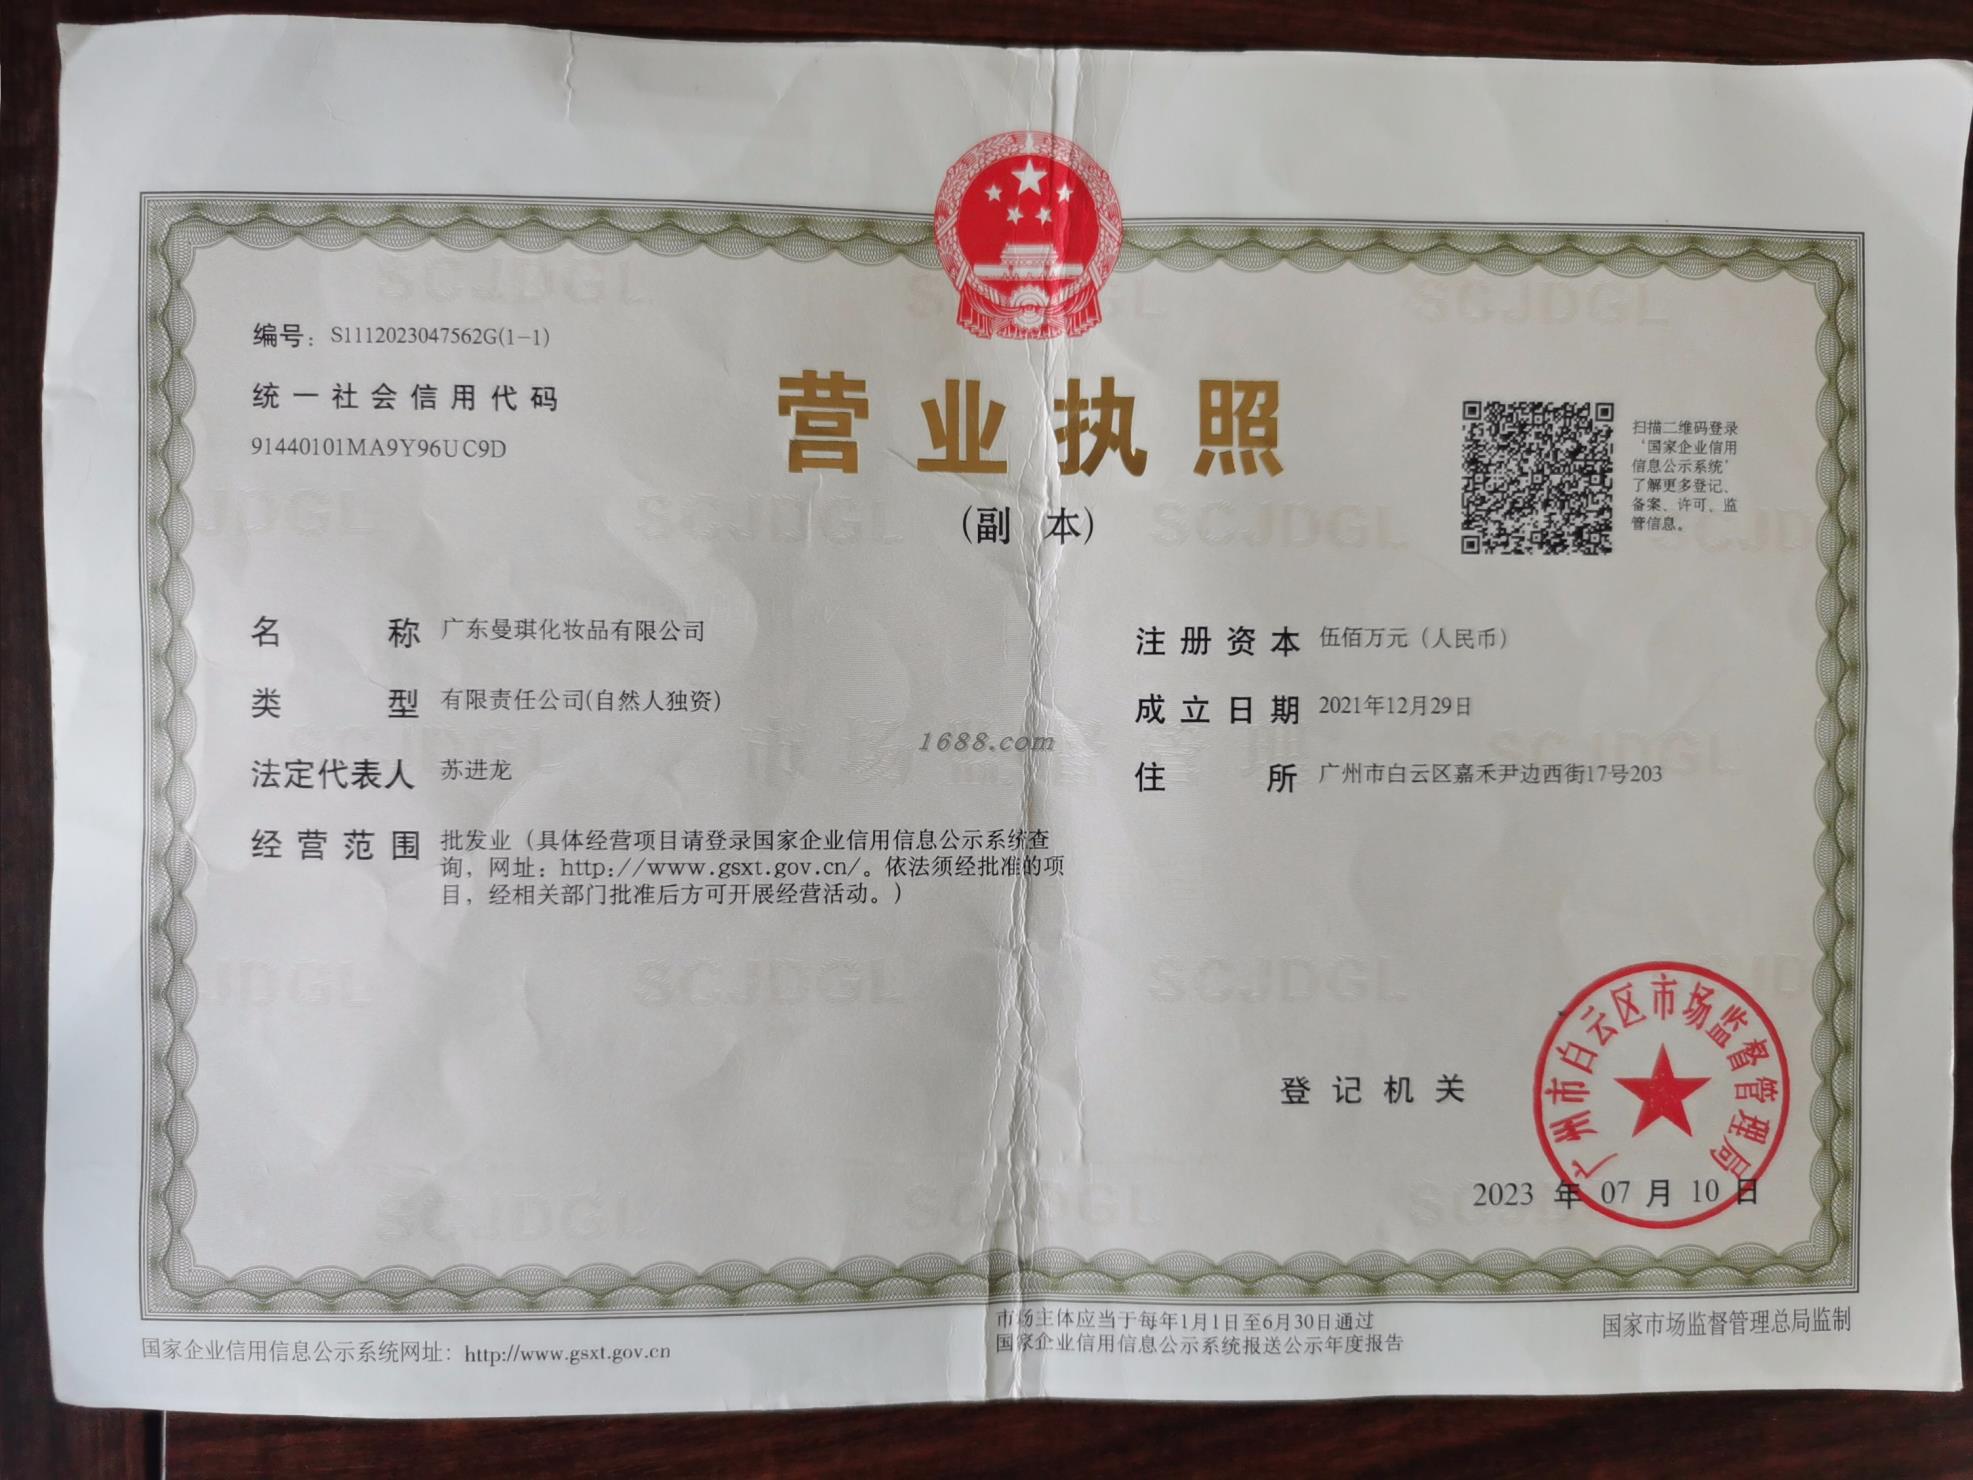 编号：S1112023047562G(1-1)
统一社会信用代码
91440101MA9Y96UC9D
营业执照
(副 本)
扫描二维码登录
‘国家企业信用
信息公示系统’
了解更多登记、
备案、许可、监
管信息。
名称 广东曼琪化妆品有限公司
类型 有限责任公司(自然人独资)
法定代表人 苏进龙
经营范围 批发业（具体经营项目请登录国家企业信用信息公示系统查
询，网址：http://www.gsxt.gov.cn/。依法须经批准的项
目，经相关部门批准后方可开展经营活动。）
注册资本 伍佰万元（人民币）
成立日期 2021年12月29日
住所 广州市白云区嘉禾尹边西街17号203
1688.com
登记机关
广州市白云区市场监督管理局
2023 年 07 月 10 日
国家企业信用信息公示系统网址：http://www.gsxt.gov.cn
市场主体应当于每年1月1日至6月30日通过
国家企业信用信息公示系统报送公示年度报告
国家市场监督管理总局监制
SCJDGL